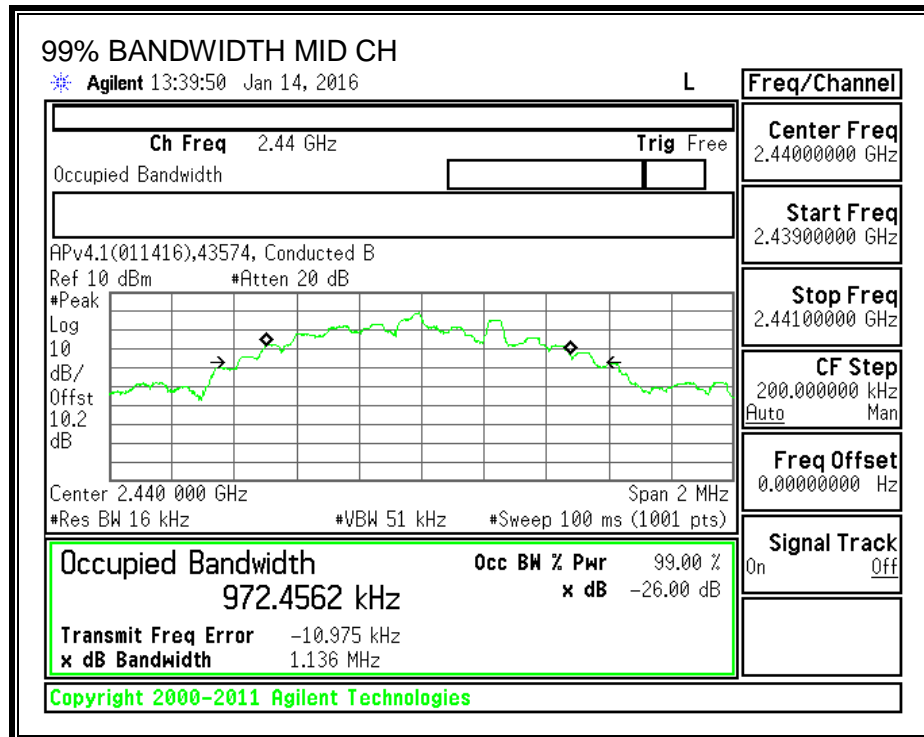 99% BANDWIDTH MID CH
Agilent 13:39:50 Jan 14, 2016 L
Ch Freq 2.44 GHz Trig Free
Occupied Bandwidth
APv4.1(011416),43574, Conducted B
Ref 10 dBm #Atten 20 dB
#Peak
Log
10
dB/
Offst
10.2
dB
Center 2.440 000 GHz Span 2 MHz
#Res BW 16 kHz #VBW 51 kHz #Sweep 100 ms (1001 pts)
Occupied Bandwidth Occ BW % Pwr 99.00 %
972.4562 kHz x dB -26.00 dB
Transmit Freq Error -10.975 kHz
x dB Bandwidth 1.136 MHz
Copyright 2000-2011 Agilent Technologies
Freq/Channel
Center Freq
2.44000000 GHz
Start Freq
2.43900000 GHz
Stop Freq
2.44100000 GHz
CF Step
200.000000 kHz
Auto Man
Freq Offset
0.00000000 Hz
Signal Track
On Off